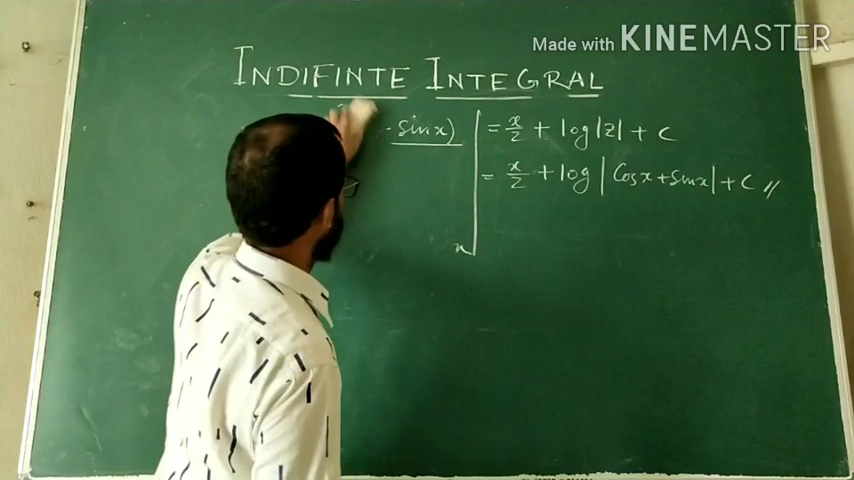 Made with KINEMASTER
INDIFINTE INTEGRAL
- sinx)
= x/2 + log|z| + c
= x/2 + log | Cosx + sinx| + C //
x